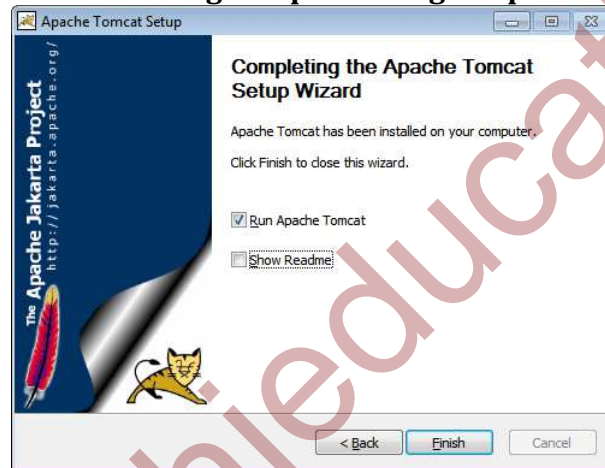 Apache Tomcat Setup
The Apache Jakarta Project
http://jakarta.apache.org/
Completing the Apache Tomcat
Setup Wizard
Apache Tomcat has been installed on your computer.
Click Finish to close this wizard.
Run Apache Tomcat
Show Readme
< Back
Finish
Cancel